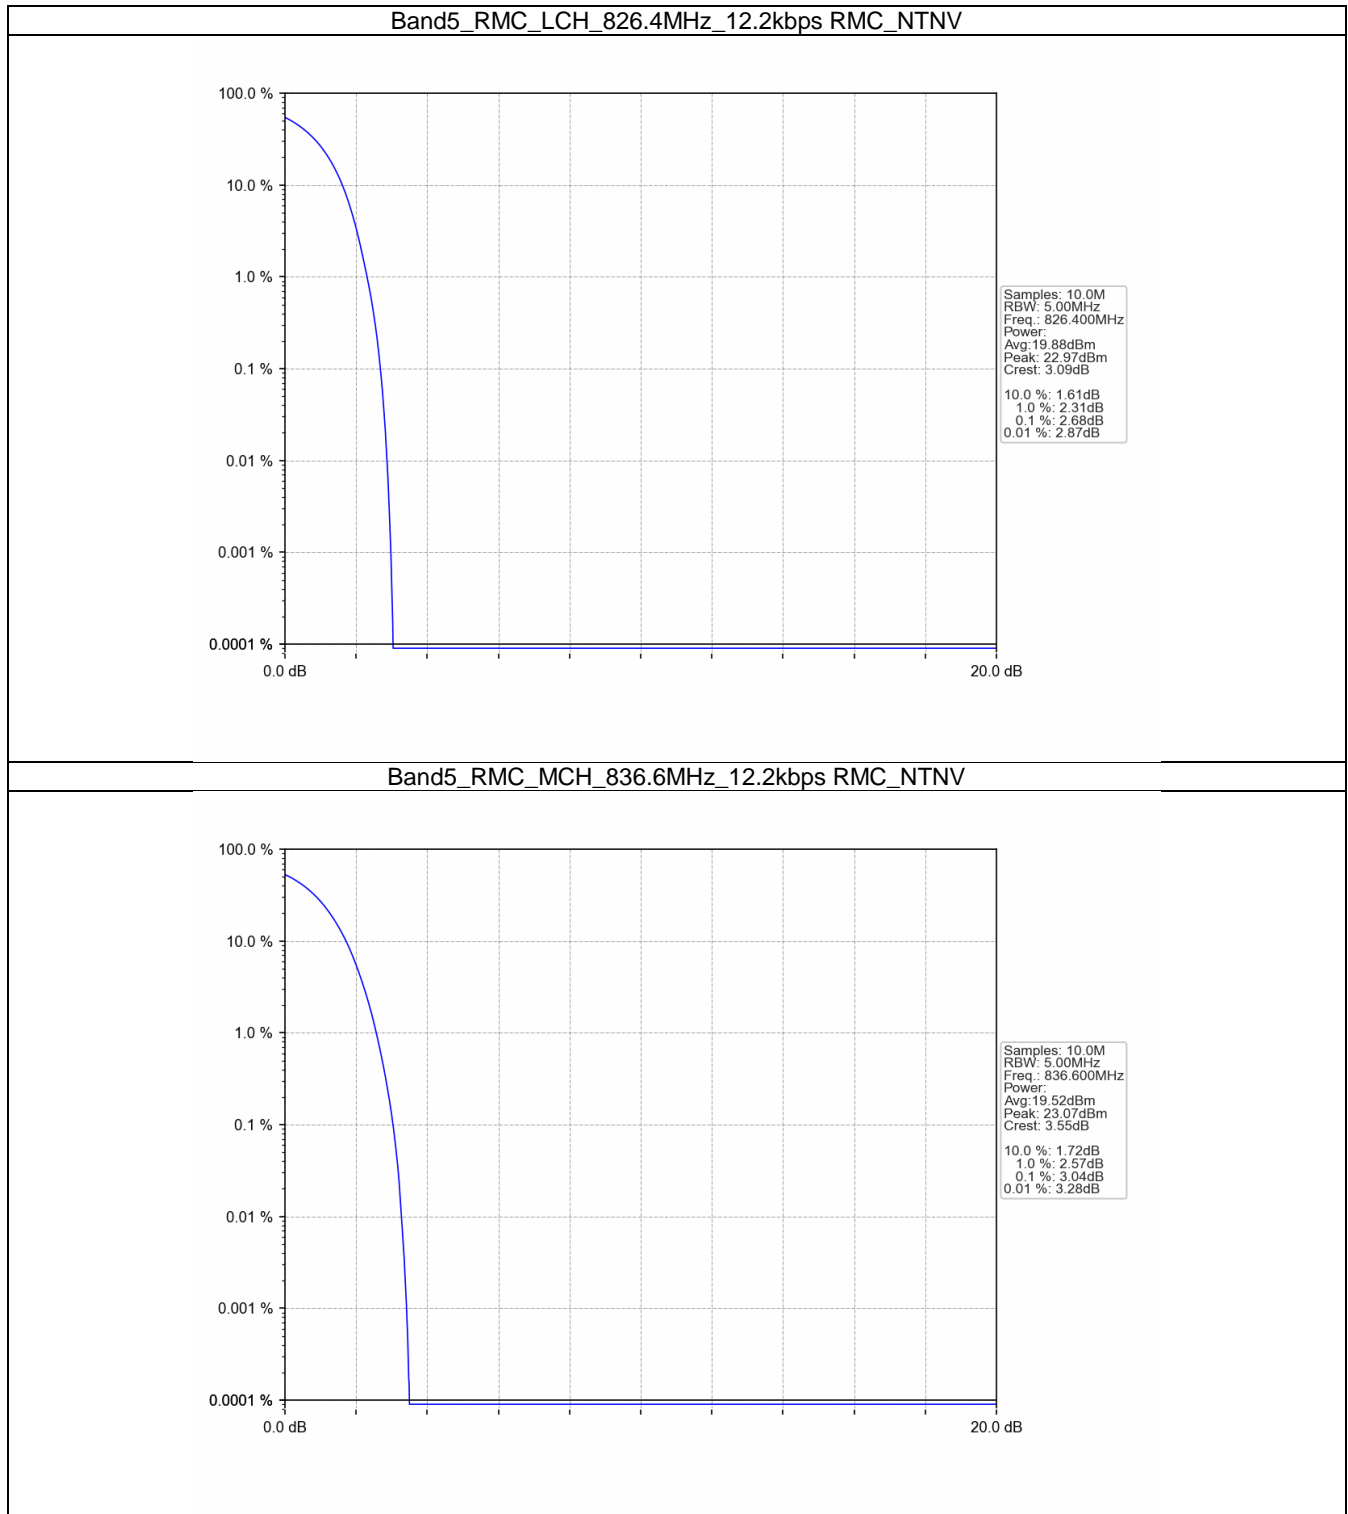 Band5_RMC_LCH_826.4MHz_12.2kbps RMC_NTNV
100.0 %
10.0 %
1.0 %
0.1 %
0.01 %
0.001 %
0.0001 %
0.0 dB
20.0 dB
Samples: 10.0M
RBW: 5.00MHz
Freq.: 826.400MHz
Power:
Avg:19.88dBm
Peak: 22.97dBm
Crest: 3.09dB
10.0 %: 1.61dB
1.0 %: 2.31dB
0.1 %: 2.68dB
0.01 %: 2.87dB
Band5_RMC_MCH_836.6MHz_12.2kbps RMC_NTNV
100.0 %
10.0 %
1.0 %
0.1 %
0.01 %
0.001 %
0.0001 %
0.0 dB
20.0 dB
Samples: 10.0M
RBW: 5.00MHz
Freq.: 836.600MHz
Power:
Avg:19.52dBm
Peak: 23.07dBm
Crest: 3.55dB
10.0 %: 1.72dB
1.0 %: 2.57dB
0.1 %: 3.04dB
0.01 %: 3.28dB